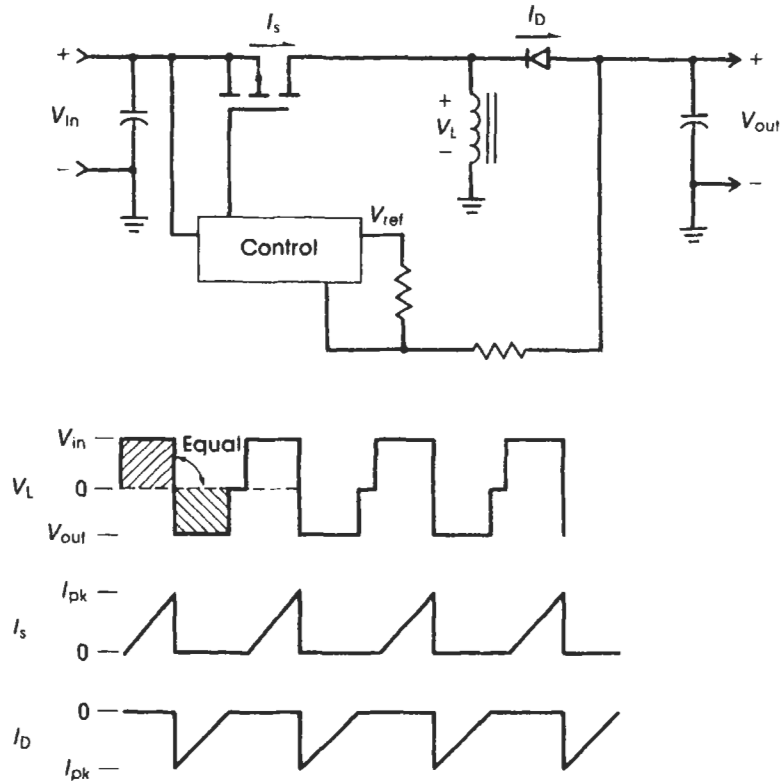 I_s I_D
+ +
V_in + V_L − V_out
− −
V_ref
Control
V_in
Equal
V_L 0
V_out
I_pk
I_s
0
0
I_D
I_pk